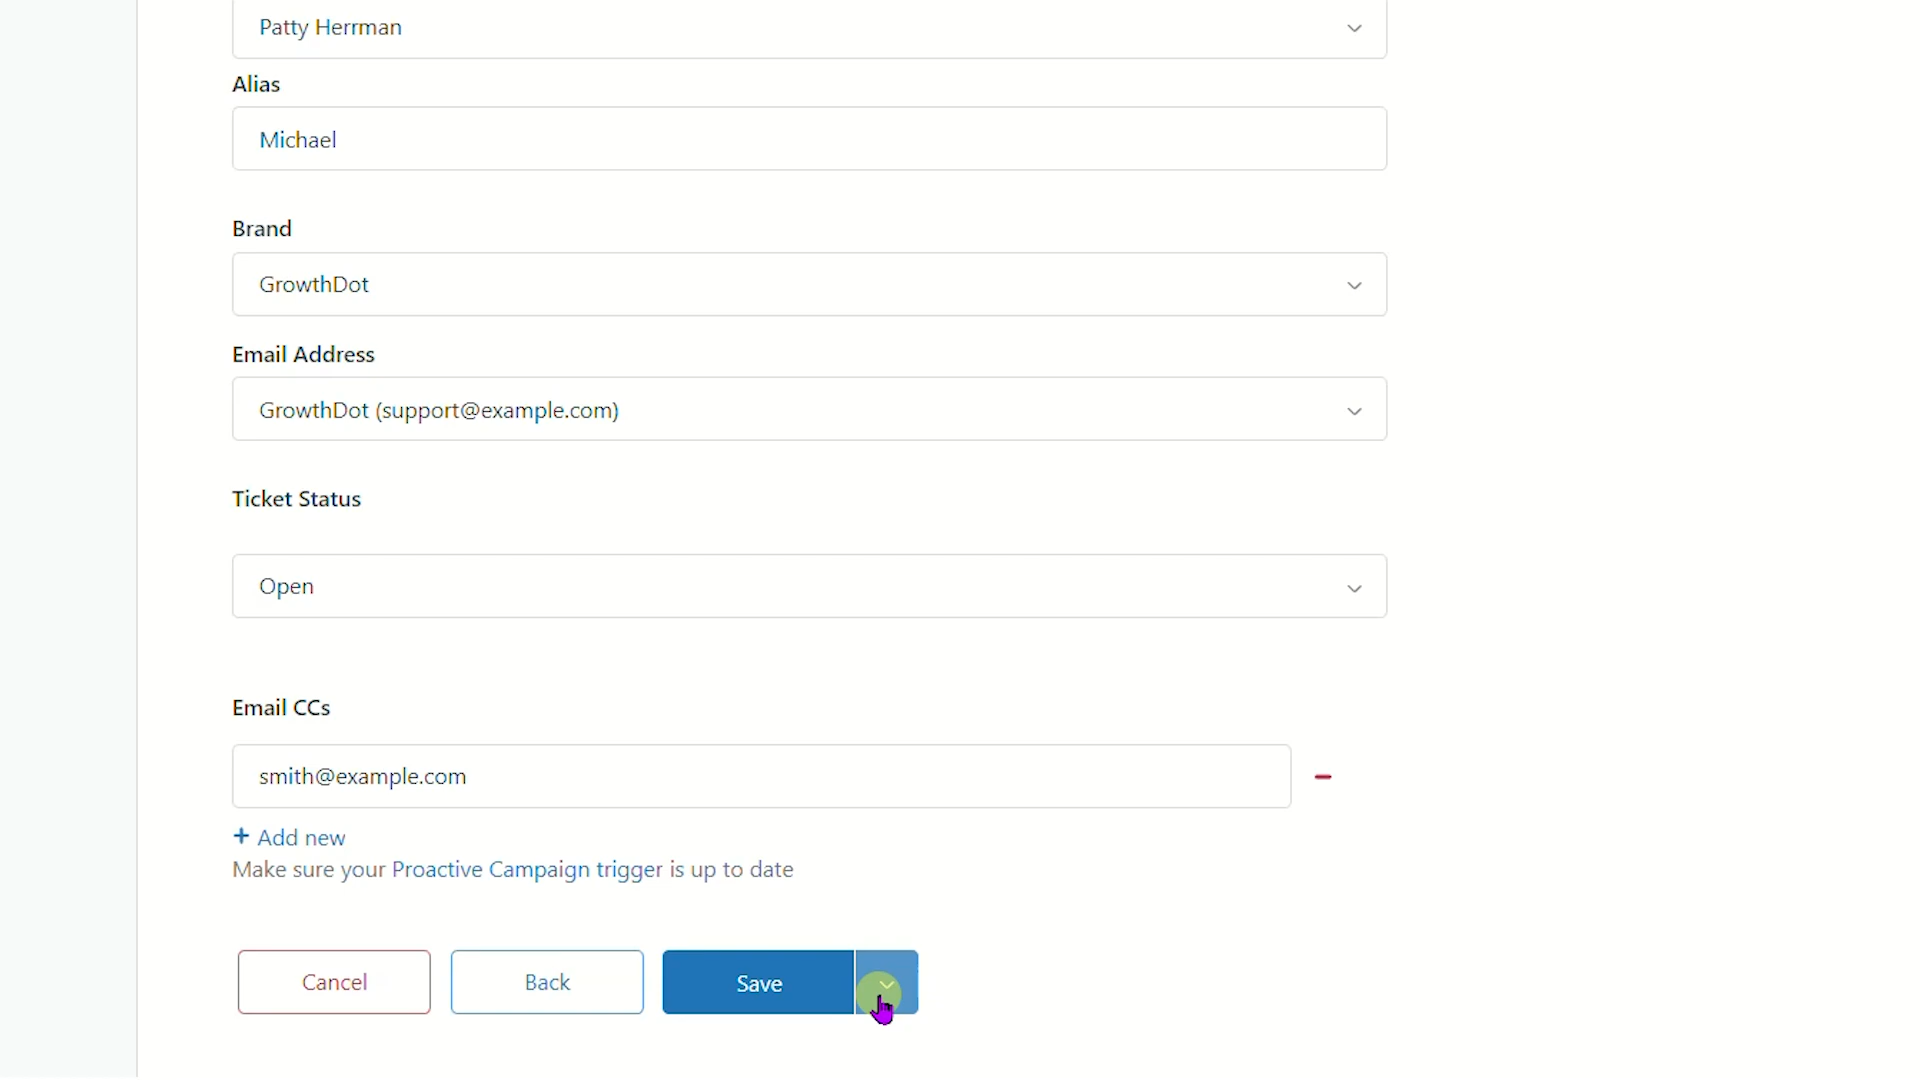 Patty Herrman
Alias
Michael
Brand
GrowthDot
Email Address
GrowthDot (support@example.com)
Ticket Status
Open
Email CCs
smith@example.com
+ Add new
Make sure your Proactive Campaign trigger is up to date
Cancel Back Save